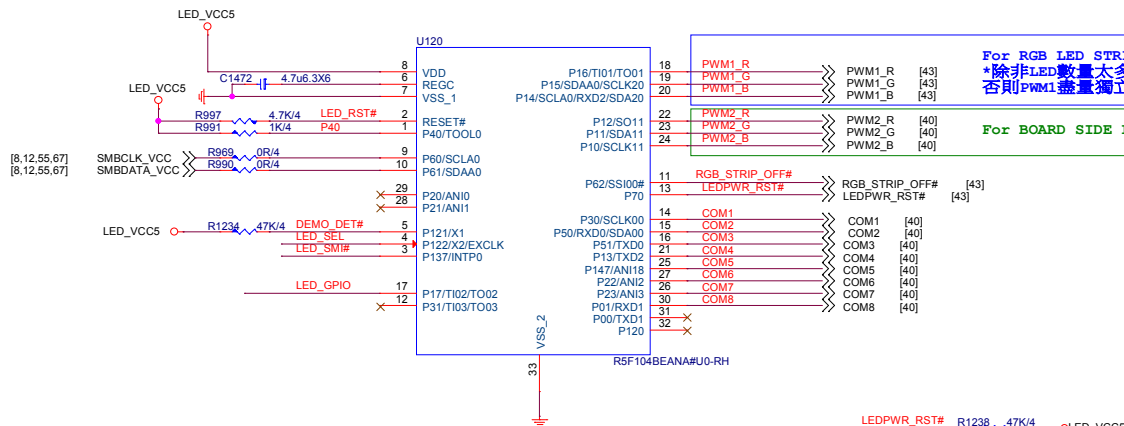 LED_VCC5
U120
For RGB LED STRI
*除非LED數量太多
否則PWM1盡量獨立
8 VDD
C1472 4.7u6.3X6 6 REGC
7 VSS_1
LED_VCC5
R997 4.7K/4 LED_RST# 2 RESET#
R991 1K/4 P40 1 P40/TOOL0
[8,12,55,67] SMBCLK_VCC R969 0R/4 9 P60/SCLA0
[8,12,55,67] SMBDATA_VCC R990 0R/4 10 P61/SDAA0
29 P20/ANI0
28 P21/ANI1
LED_VCC5 R1234 47K/4 DEMO_DET# 5 P121/X1
LED_SEL 4 P122/X2/EXCLK
LED_SMI# 3 P137/INTP0
LED_GPIO 17 P17/TI02/TO02
12 P31/TI03/TO03
P16/TI01/TO01 18 PWM1_R PWM1_R [43]
P15/SDAA0/SCLK20 19 PWM1_G PWM1_G [43]
P14/SCLA0/RXD2/SDA20 20 PWM1_B PWM1_B [43]
P12/SO11 22 PWM2_R PWM2_R [40]
P11/SDA11 23 PWM2_G PWM2_G [40]
P10/SCLK11 24 PWM2_B PWM2_B [40]
For BOARD SIDE
P62/SSI00# 11 RGB_STRIP_OFF# RGB_STRIP_OFF# [43]
P70 13 LEDPWR_RST# LEDPWR_RST# [43]
P30/SCLK00 14 COM1 COM1 [40]
P50/RXD0/SDA00 15 COM2 COM2 [40]
P51/TXD0 16 COM3 COM3 [40]
P13/TXD2 21 COM4 COM4 [40]
P147/ANI18 25 COM5 COM5 [40]
P22/ANI2 27 COM6 COM6 [40]
P23/ANI3 26 COM7 COM7 [40]
P01/RXD1 30 COM8 COM8 [40]
P00/TXD1 31
P120 32
VSS_2
33
R5F104BEANA#U0-RH
LEDPWR_RST# R1238 47K/4 LED_VCC5